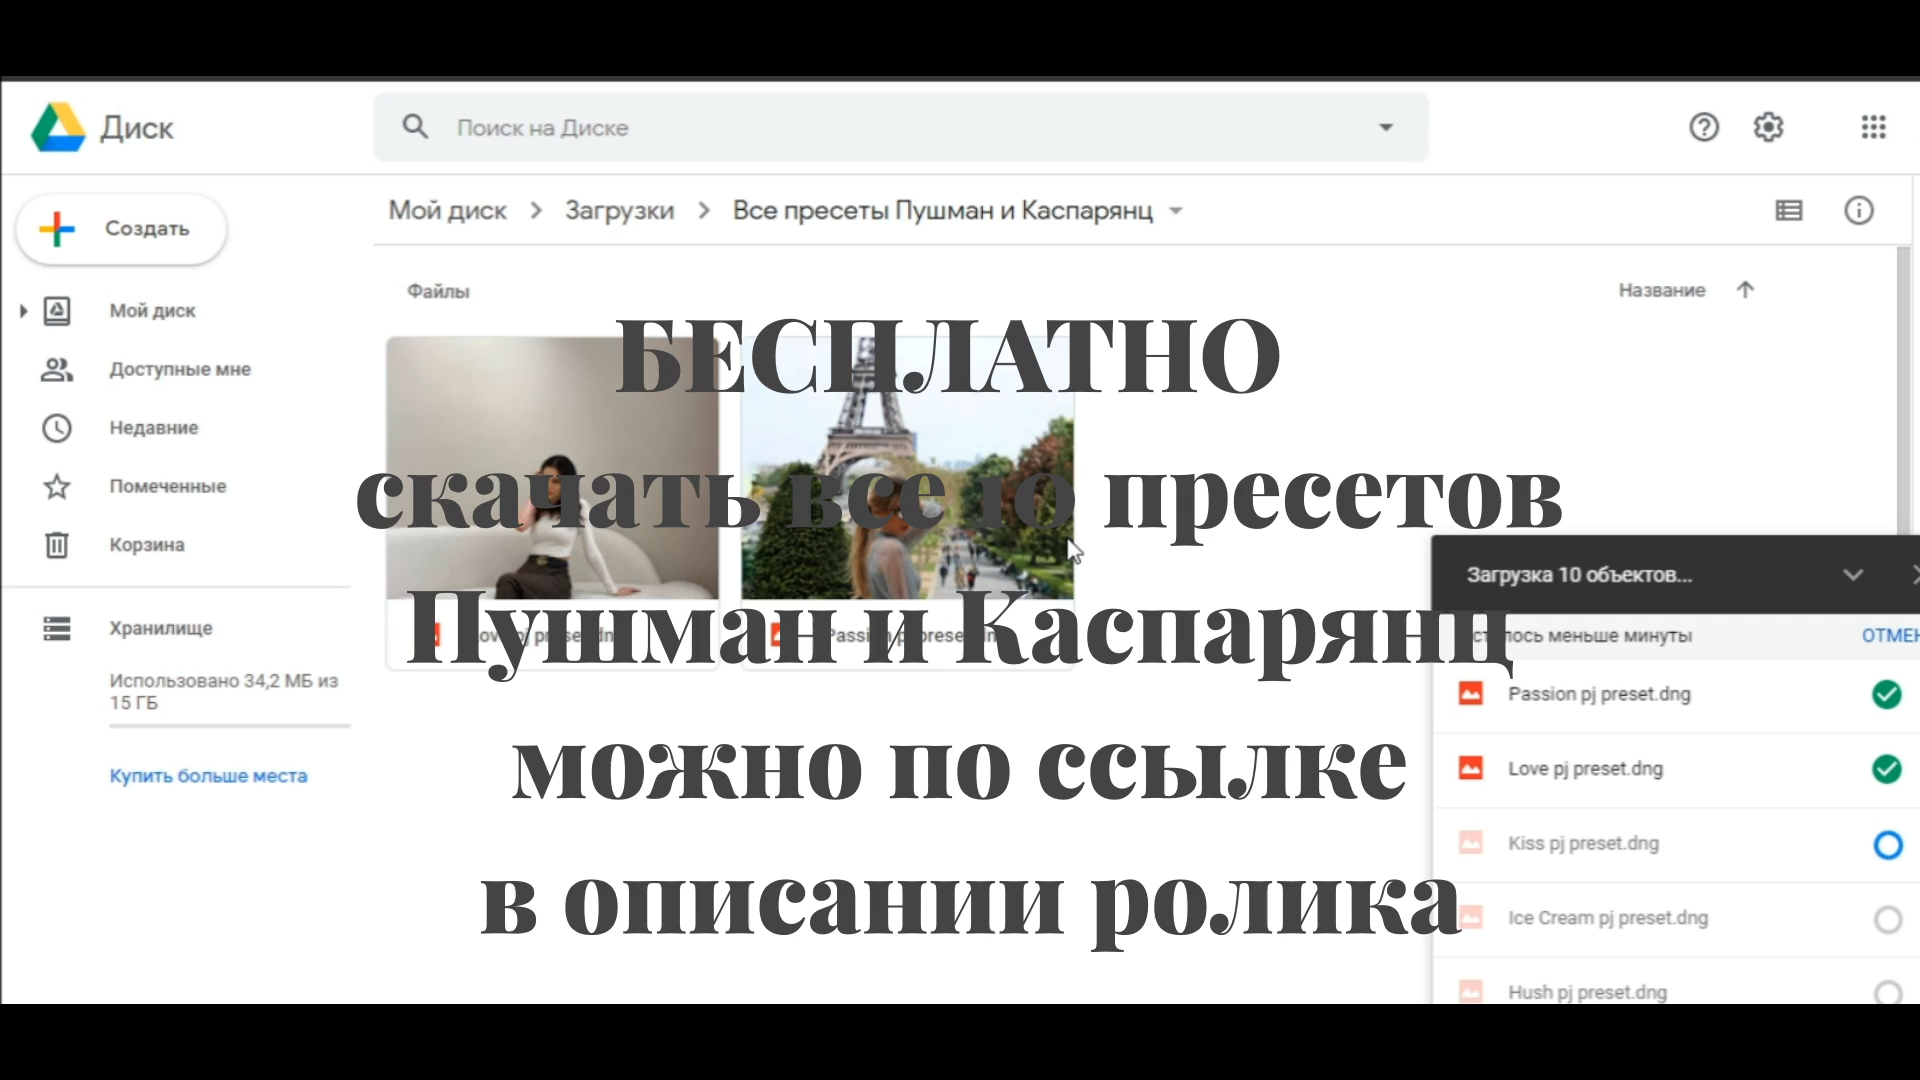 Диск
Поиск на Диске
Создать
Мой диск
Доступные мне
Недавние
Помеченные
Корзина
Хранилище
Использовано 34,2 МБ из
15 ГБ
Купить больше места
Мой диск > Загрузки > Все пресеты Пушман и Каспарянц
Файлы
Название
БЕСПЛАТНО
скачать все 10 пресетов
Пушман и Каспарянц
можно по ссылке
в описании ролика
Загрузка 10 объектов...
меньше минуты
Passion pj preset.dng
Love pj preset.dng
Kiss pj preset.dng
Ice Cream pj preset.dng
Hush pj preset.dng